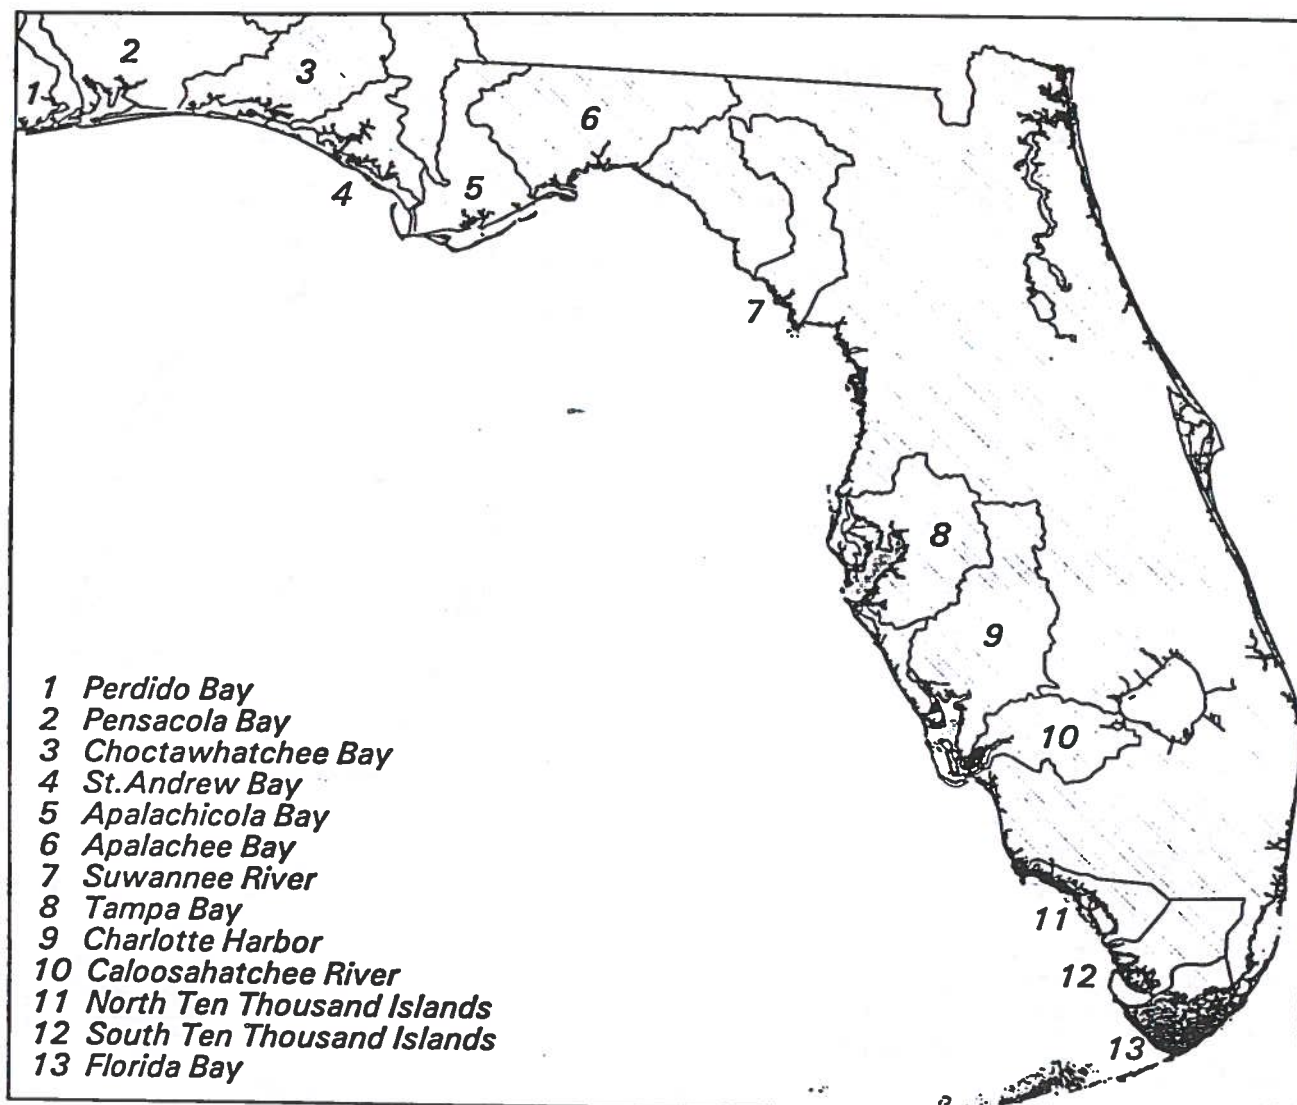 1
2
3
4
5
6
7
8
9
10
11
12
13
1 Perdido Bay
2 Pensacola Bay
3 Choctawhatchee Bay
4 St.Andrew Bay
5 Apalachicola Bay
6 Apalachee Bay
7 Suwannee River
8 Tampa Bay
9 Charlotte Harbor
10 Caloosahatchee River
11 North Ten Thousand Islands
12 South Ten Thousand Islands
13 Florida Bay